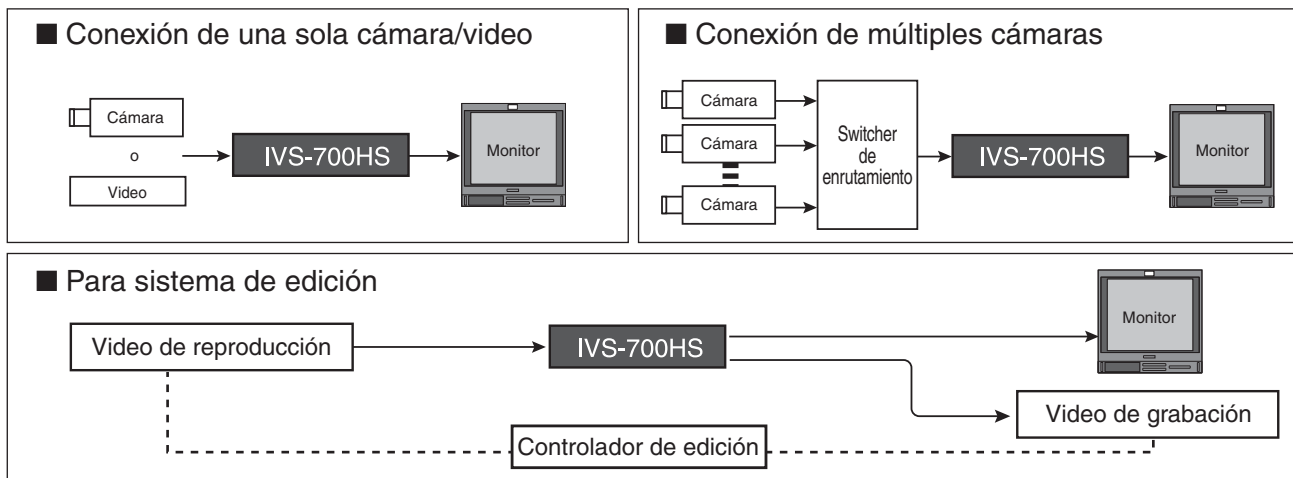 ■ Conexión de una sola cámara/video
Cámara
o
Video
IVS-700HS
Monitor
■ Conexión de múltiples cámaras
Cámara
Cámara
Cámara
Switcher
de
enrutamiento
IVS-700HS
Monitor
■ Para sistema de edición
Video de reproducción
IVS-700HS
Monitor
Video de grabación
Controlador de edición